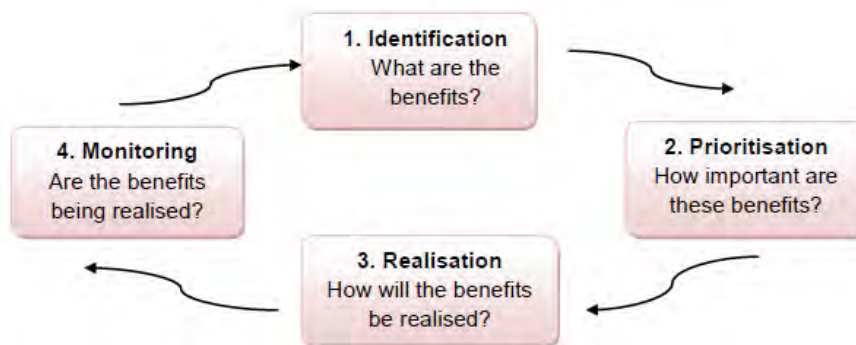 1. Identification
What are the
benefits?
2. Prioritisation
How important are
these benefits?
3. Realisation
How will the benefits
be realised?
4. Monitoring
Are the benefits
being realised?